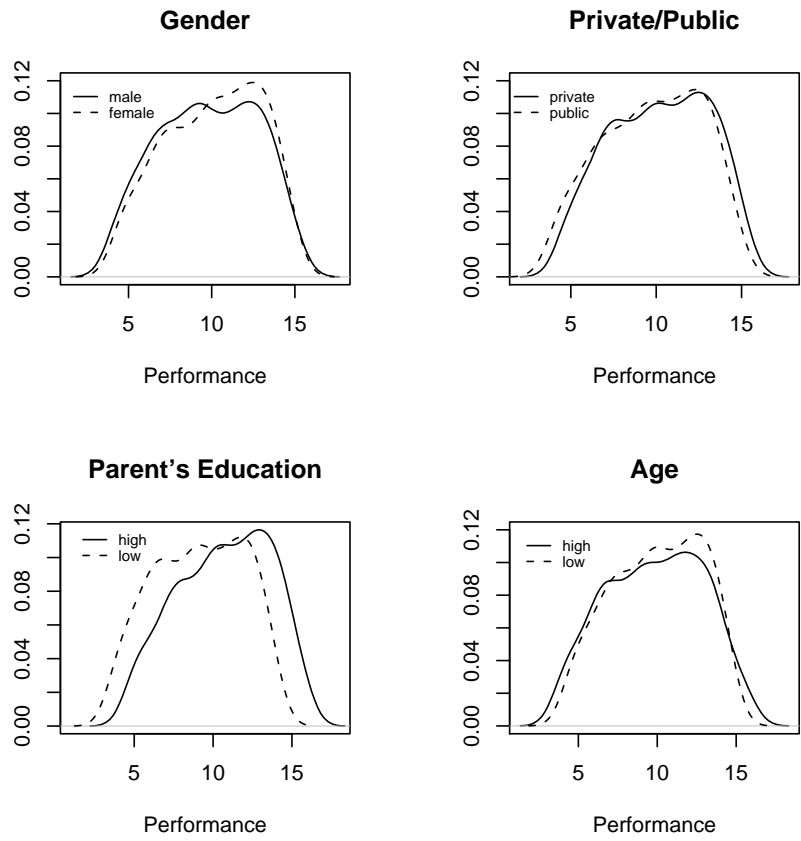 Gender
0.12
0.08
0.04
0.00
male
female
5 10 15
Performance
Private/Public
0.12
0.08
0.04
0.00
private
public
5 10 15
Performance
Parent's Education
0.12
0.08
0.04
0.00
high
low
5 10 15
Performance
Age
0.12
0.08
0.04
0.00
high
low
5 10 15
Performance